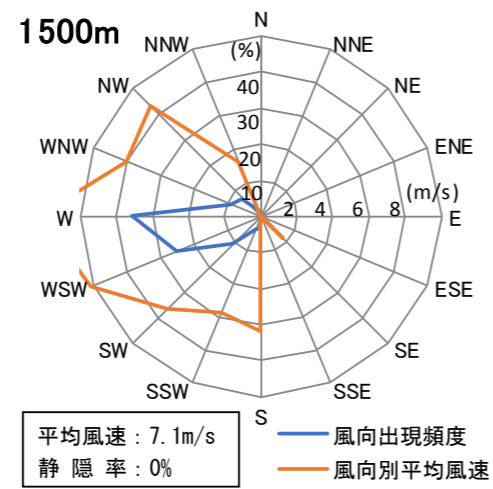 1500m
N
NNW
NNE
(%)
NW
40
NE
30
WNW
20
ENE
10
(m/s)
W
2 4 6 8
E
WSW
ESE
SW
SE
SSW
SSE
S
平均風速：7.1m/s
静 隠 率：0%
風向出現頻度
風向別平均風速